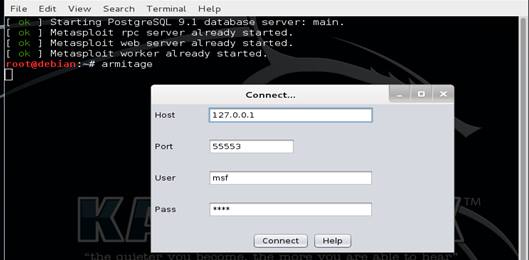 File Edit View Search Terminal Help
[ ok ] Starting PostgreSQL 9.1 database server: main.
[ ok ] Metasploit rpc server already started.
[ ok ] Metasploit web server already started.
[ ok ] Metasploit worker already started.
root@debian:~# armitage
Connect...
Host 127.0.0.1
Port 55553
User msf
Pass ****
Connect Help
KA
TM
"the quieter you become, the more you are able to hear"